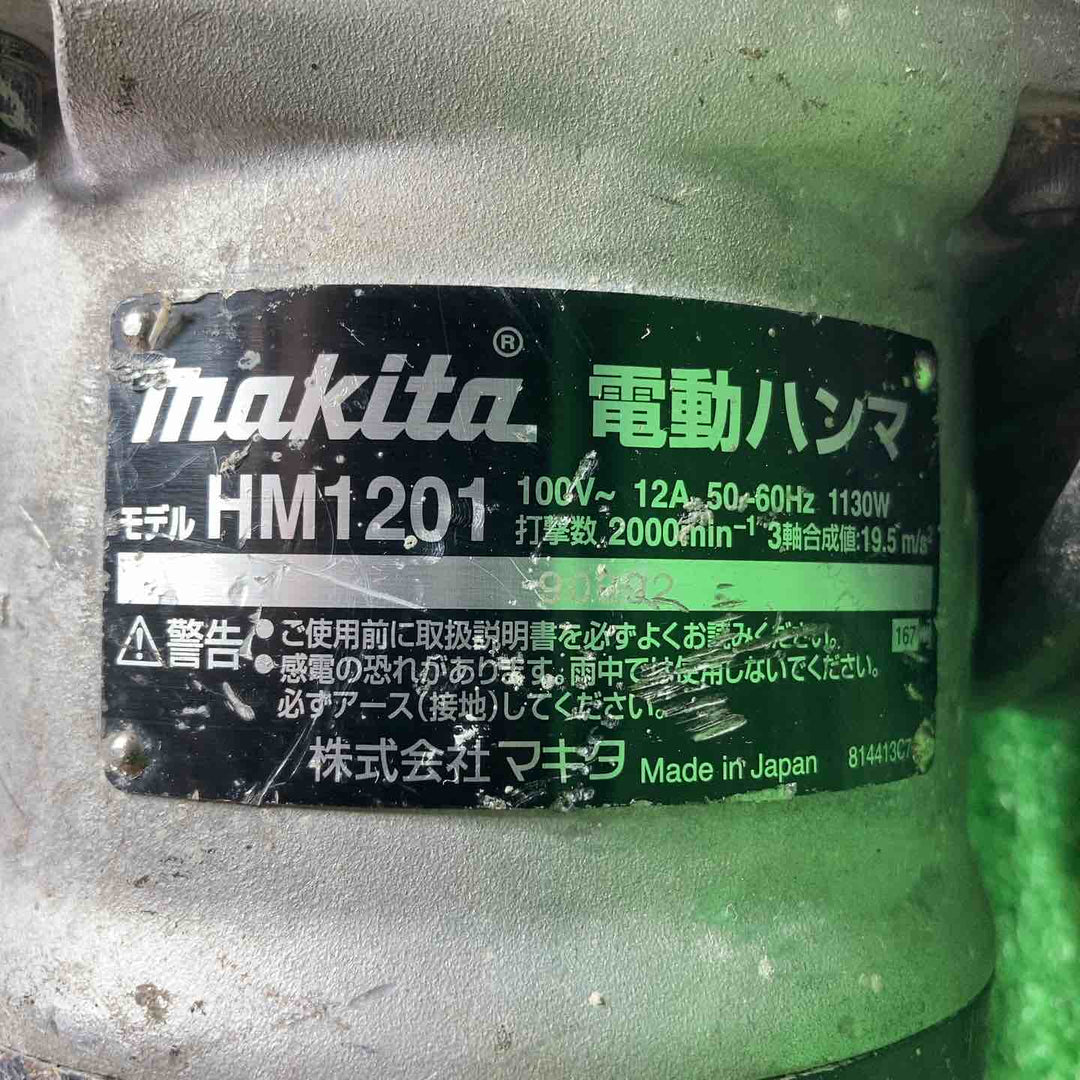 makita®
電動ハンマ
モデル HM1201
100V~ 12A 50-60Hz 1130W
打撃数 2000min⁻¹ 3軸合成値:19.5 m/s²
警告
● ご使用前に取扱説明書を必ずよくお読みください。
● 感電の恐れがあります。雨中では使用しないでください。
必ずアース(接地)してください。
167
株式会社 マキタ Made in Japan